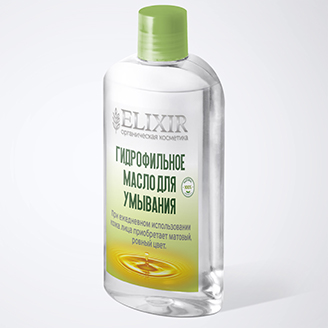 ELIXIR
органическая косметика
ГИДРОФИЛЬНОЕ
МАСЛО ДЛЯ
УМЫВАНИЯ
100%
При ежедневном использовании
кожа лица приобретает матовый,
ровный цвет.